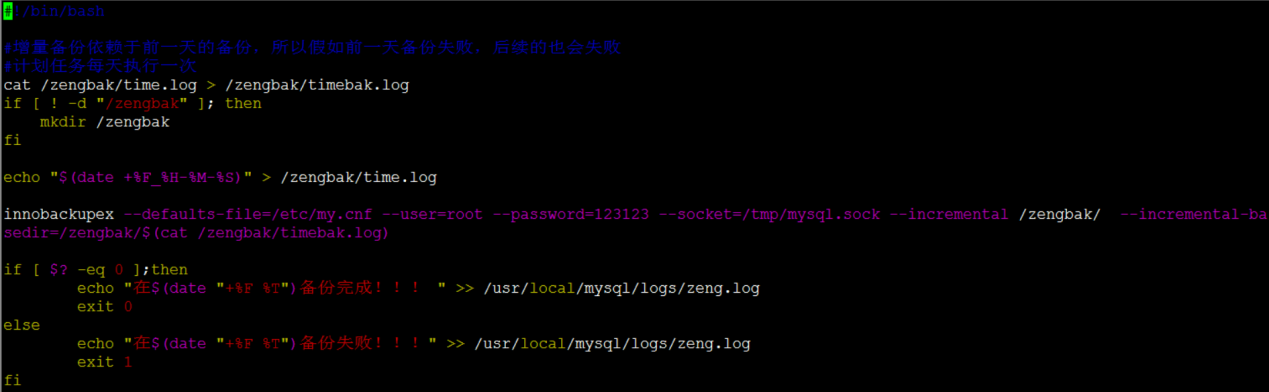 #!/bin/bash
#增量备份依赖于前一天的备份，所以假如前一天备份失败，后续的也会失败
#计划任务每天执行一次
cat /zengbak/time.log > /zengbak/timebak.log
if [ ! -d "/zengbak" ]; then
    mkdir /zengbak
fi
echo "$(date +%F_%H-%M-%S)" > /zengbak/time.log
innobackupex --defaults-file=/etc/my.cnf --user=root --password=123123 --socket=/tmp/mysql.sock --incremental /zengbak/  --incremental-ba
sedir=/zengbak/$(cat /zengbak/timebak.log)
if [ $? -eq 0 ];then
        echo "在$(date "+%F %T")备份完成！！！ " >> /usr/local/mysql/logs/zeng.log
        exit 0
else
        echo "在$(date "+%F %T")备份失败！！！" >> /usr/local/mysql/logs/zeng.log
        exit 1
fi